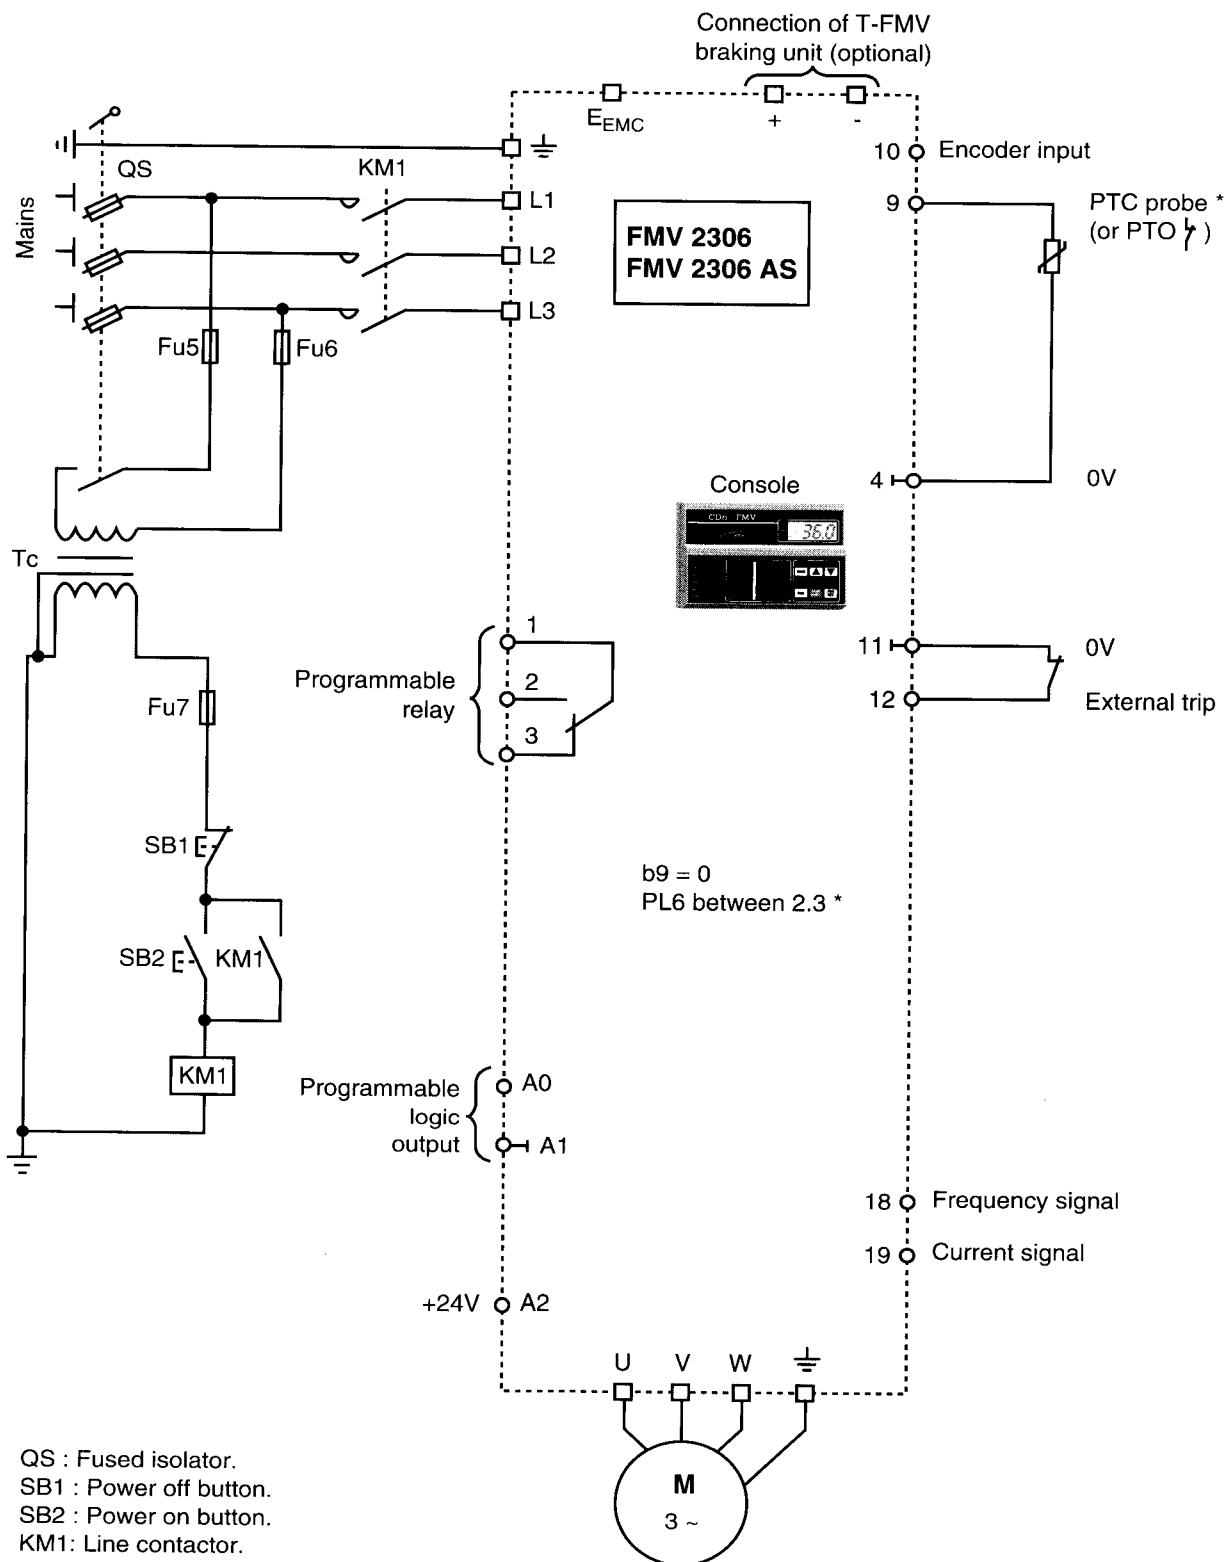 Connection of T-FMV
braking unit (optional)
E_EMC
+
-
10
Encoder input
QS
KM1
L1
9
PTC probe *
(or PTO )
Mains
FMV 2306
FMV 2306 AS
L2
L3
Fu5
Fu6
4
0V
Console
CDn FMV
36.0
Tc
1
2
3
Programmable
relay
11
0V
12
External trip
Fu7
SB1
b9 = 0
PL6 between 2.3 *
SB2
KM1
KM1
Programmable
logic
output
A0
A1
18
Frequency signal
19
Current signal
+24V
A2
U
V
W
M
3 ~
QS : Fused isolator.
SB1 : Power off button.
SB2 : Power on button.
KM1: Line contactor.